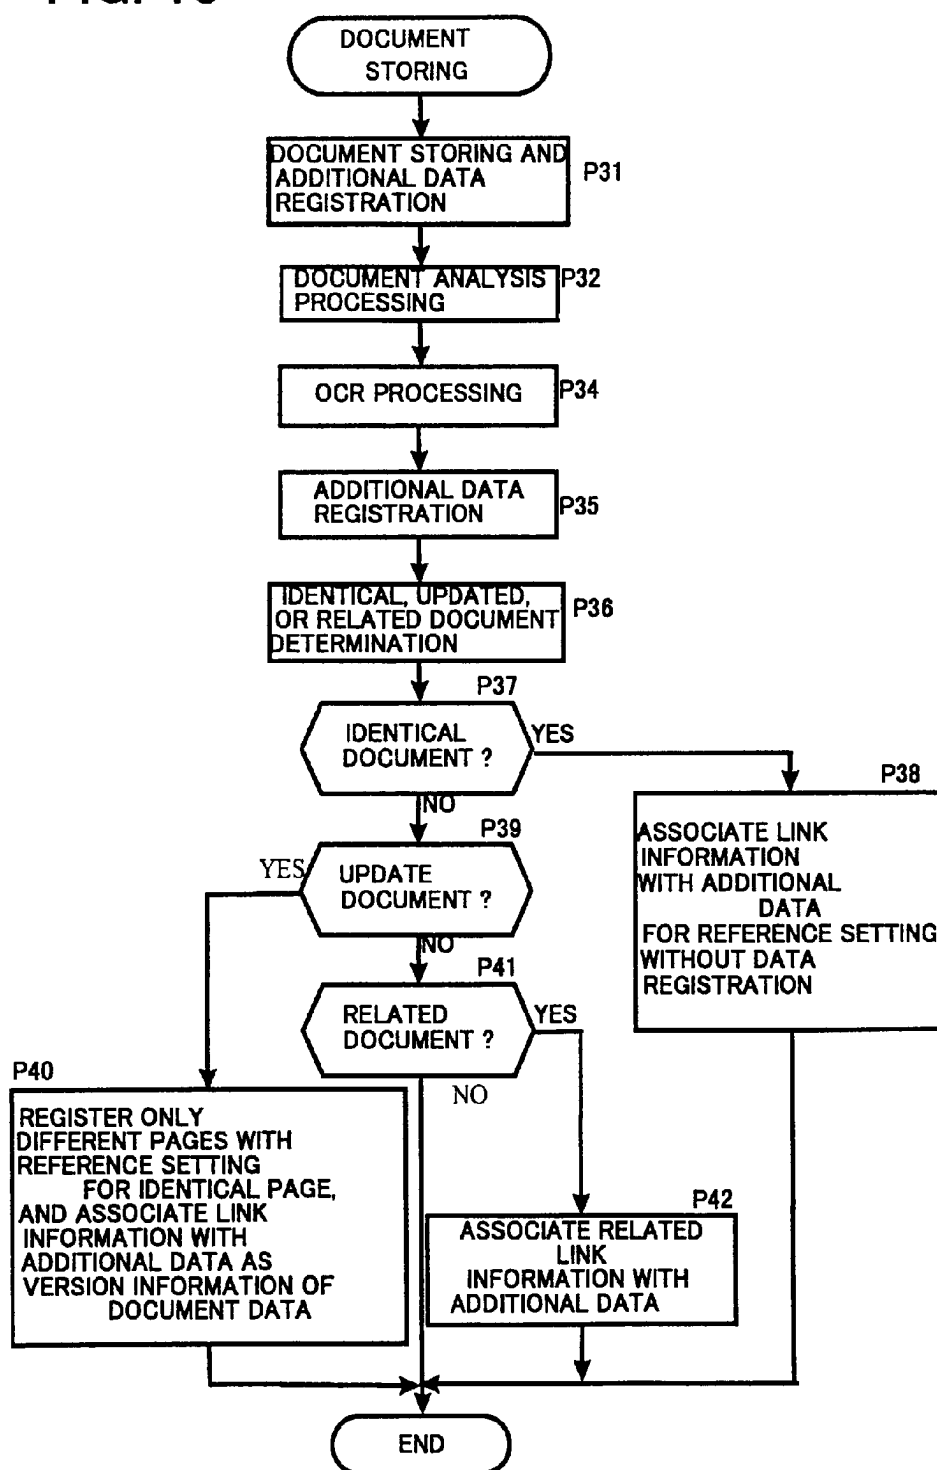 DOCUMENT
STORING
DOCUMENT STORING AND
ADDITIONAL DATA
REGISTRATION
P31
DOCUMENT ANALYSIS
PROCESSING
P32
OCR PROCESSING
P34
ADDITIONAL DATA
REGISTRATION
P35
IDENTICAL, UPDATED,
OR RELATED DOCUMENT
DETERMINATION
P36
P37
IDENTICAL
DOCUMENT ?
YES
NO
P38
ASSOCIATE LINK
INFORMATION
WITH ADDITIONAL
DATA
FOR REFERENCE SETTING
WITHOUT DATA
REGISTRATION
P39
YES
UPDATE
DOCUMENT ?
NO
P41
RELATED
DOCUMENT ?
YES
NO
P40
REGISTER ONLY
DIFFERENT PAGES WITH
REFERENCE SETTING
FOR IDENTICAL PAGE,
AND ASSOCIATE LINK
INFORMATION WITH
ADDITIONAL DATA AS
VERSION INFORMATION OF
DOCUMENT DATA
P42
ASSOCIATE RELATED
LINK
INFORMATION WITH
ADDITIONAL DATA
END